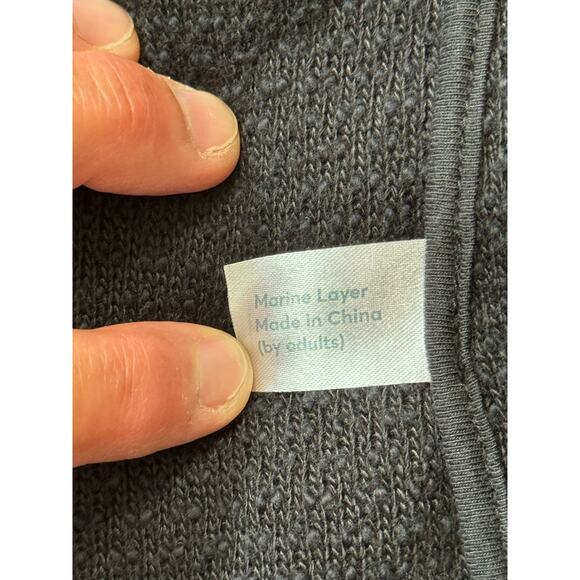 Marine Layer
Made in China
(by adults)